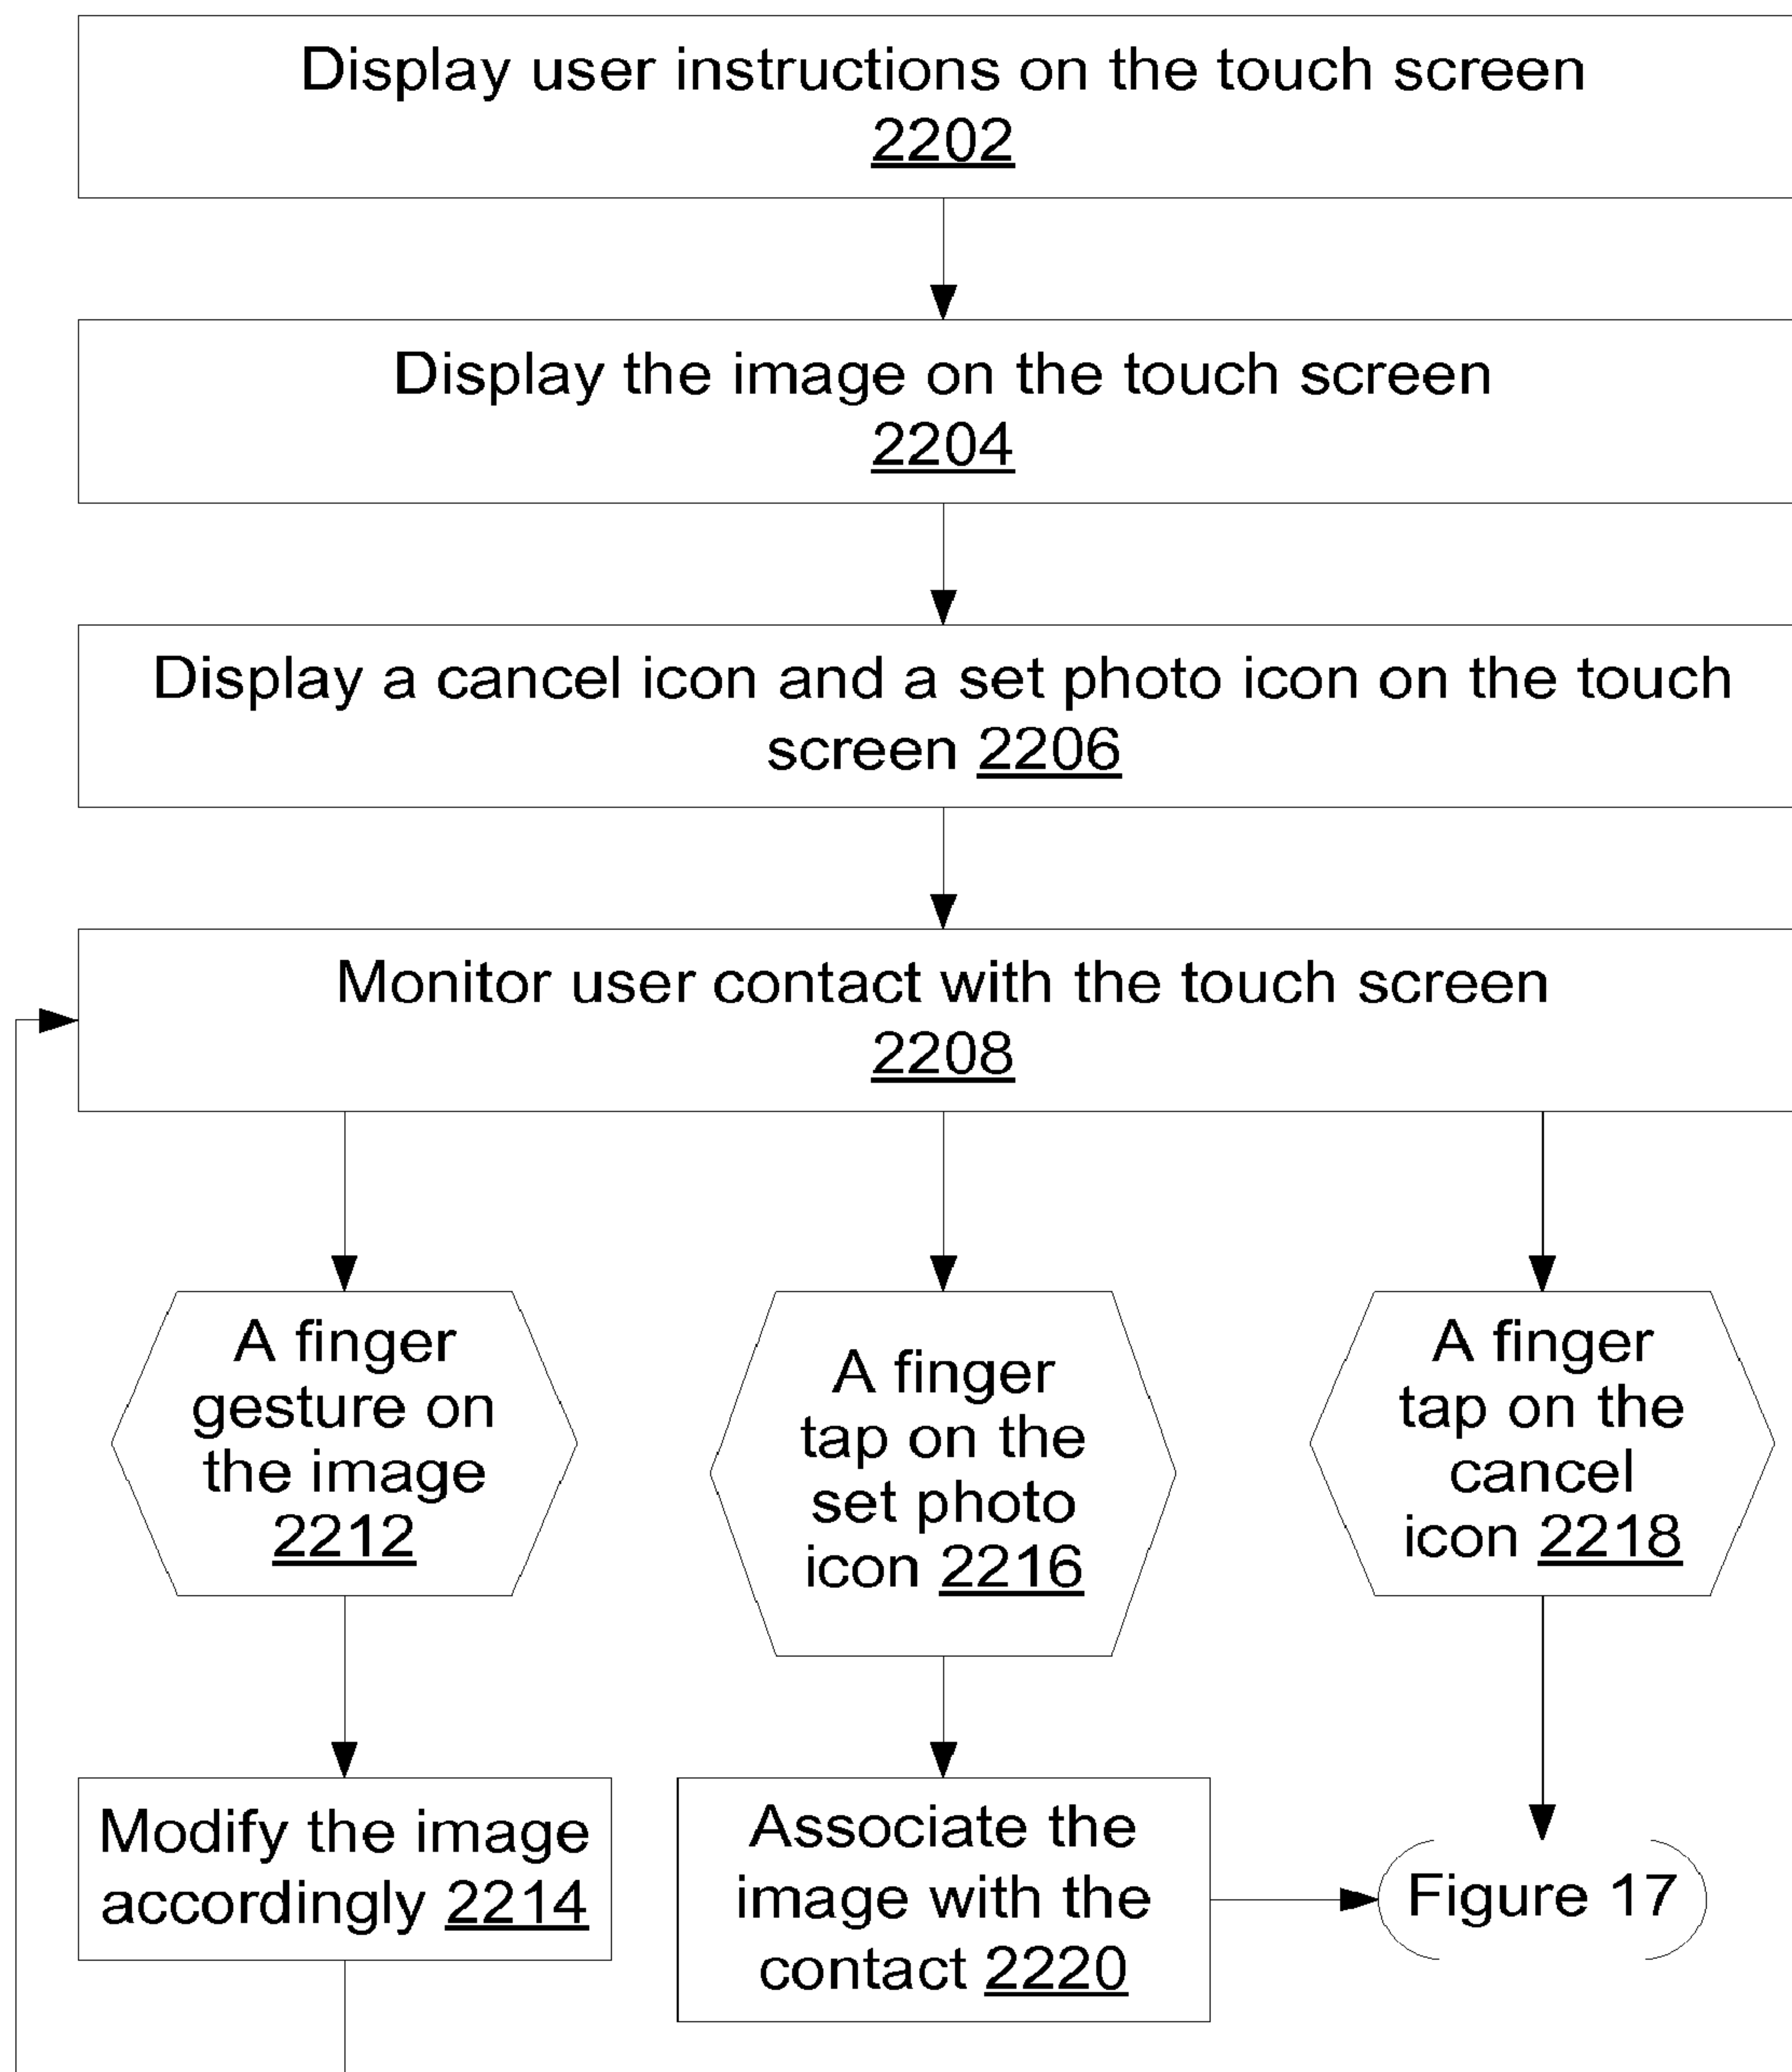 Display user instructions on the touch screen
2202
Display the image on the touch screen
2204
Display a cancel icon and a set photo icon on the touch
screen 2206
Monitor user contact with the touch screen
2208
A finger
gesture on
the image
2212
A finger
tap on the
set photo
icon 2216
A finger
tap on the
cancel
icon 2218
Modify the image
accordingly 2214
Associate the
image with the
contact 2220
Figure 17